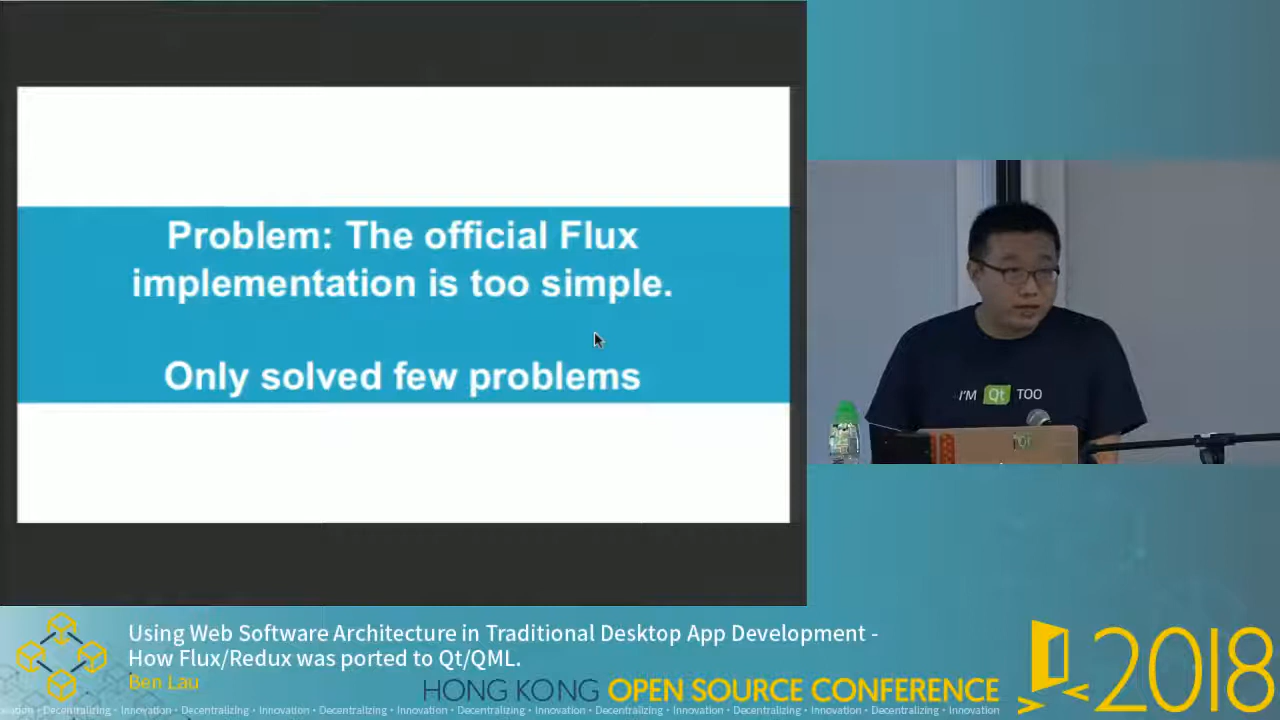 Problem: The official Flux
implementation is too simple.
Only solved few problems
I'M Qt TOO
Qt
Using Web Software Architecture in Traditional Desktop App Development -
How Flux/Redux was ported to Qt/QML.
Ben Lau
HONG KONG OPEN SOURCE CONFERENCE 2018
Innovation • Decentralizing • Innovation • Decentralizing • Innovation • Decentralizing • Innovation • Decentralizing • Innovation • Decentralizing • Innovation • Decentralizing • Innovation • Decentralizing • Innovation